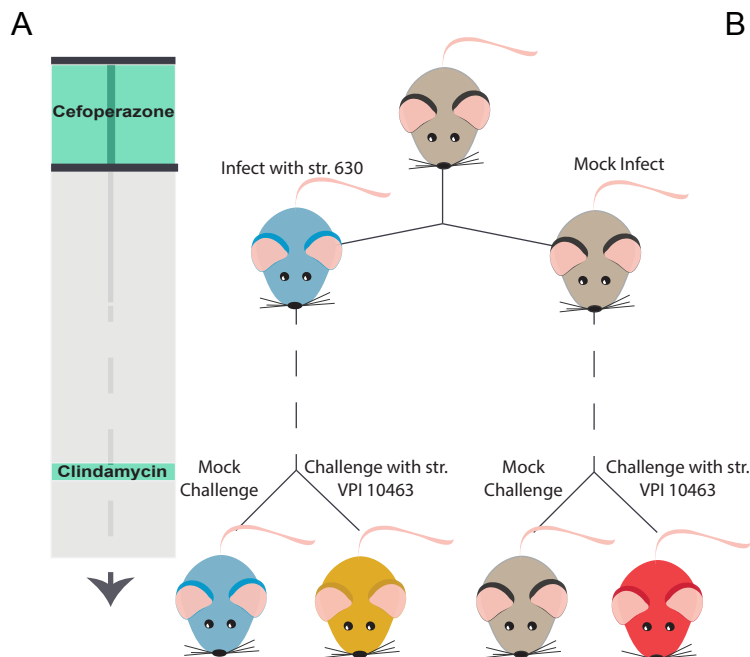 A
B
Cefoperazone
Infect with str. 630
Mock Infect
Clindamycin
Mock
Challenge
Challenge with str.
VPI 10463
Mock
Challenge
Challenge with str.
VPI 10463